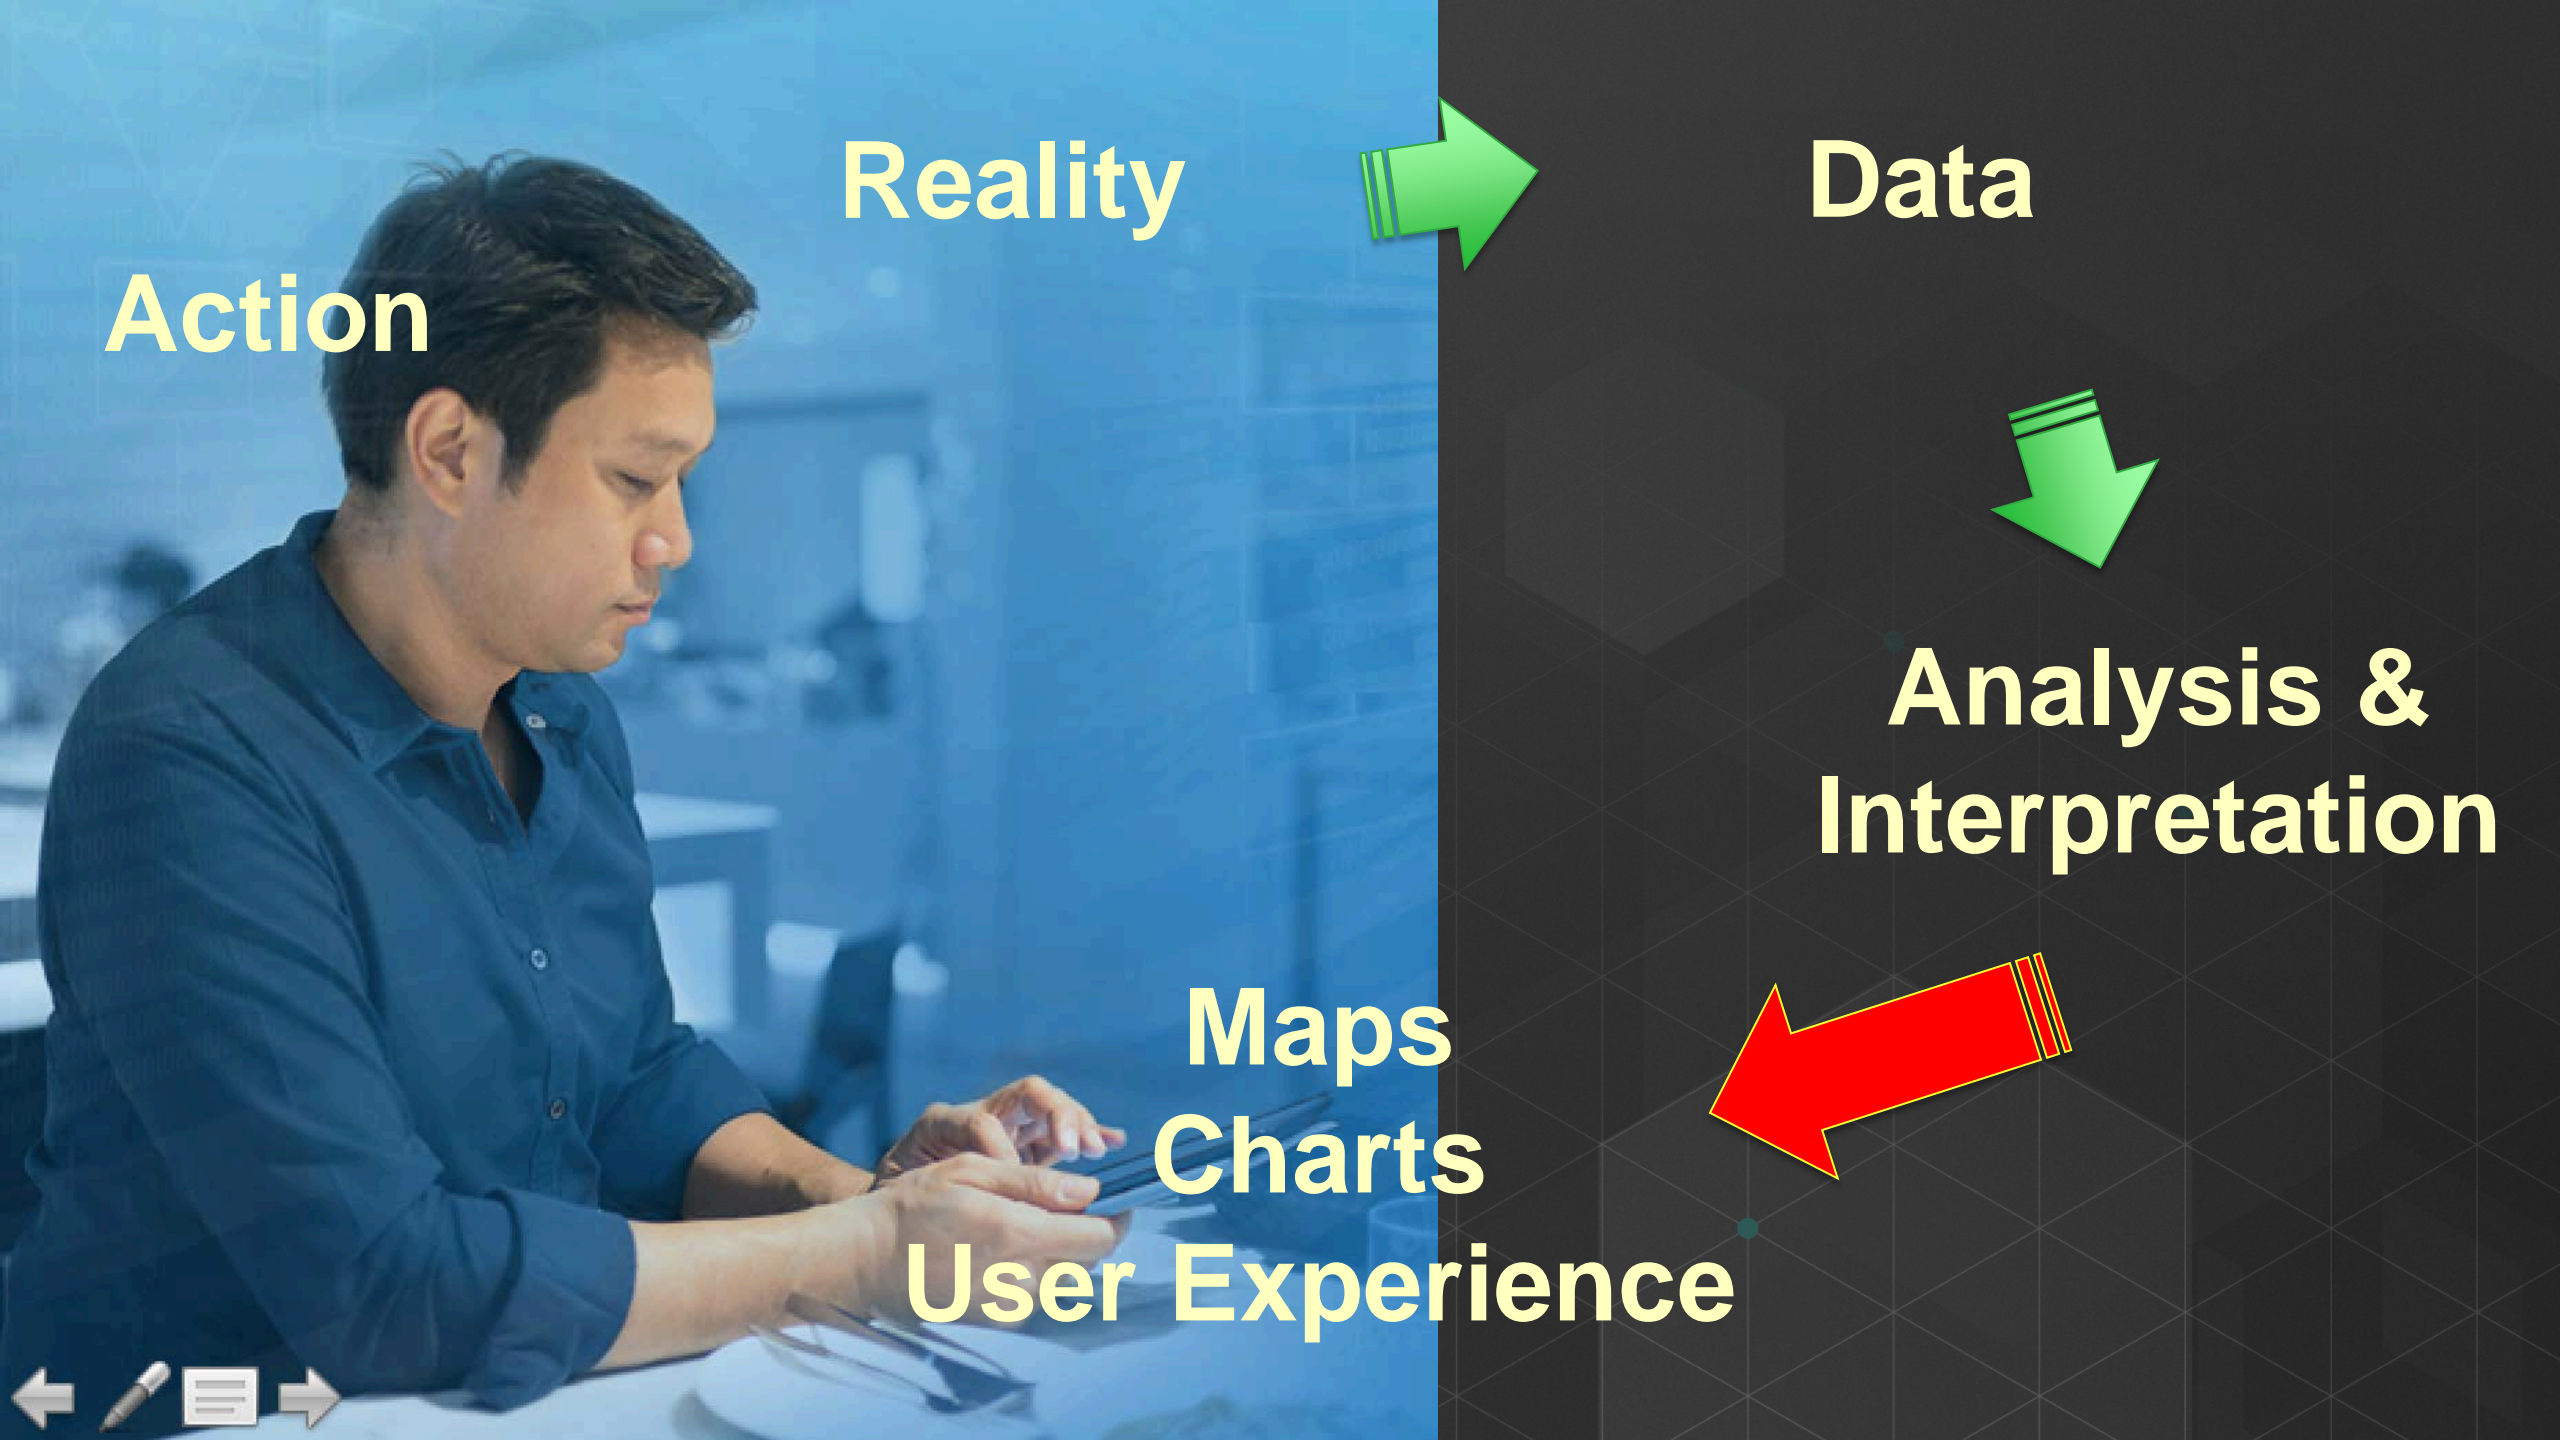 Reality
Data
Action
Analysis &
Interpretation
Maps
Charts
User Experience